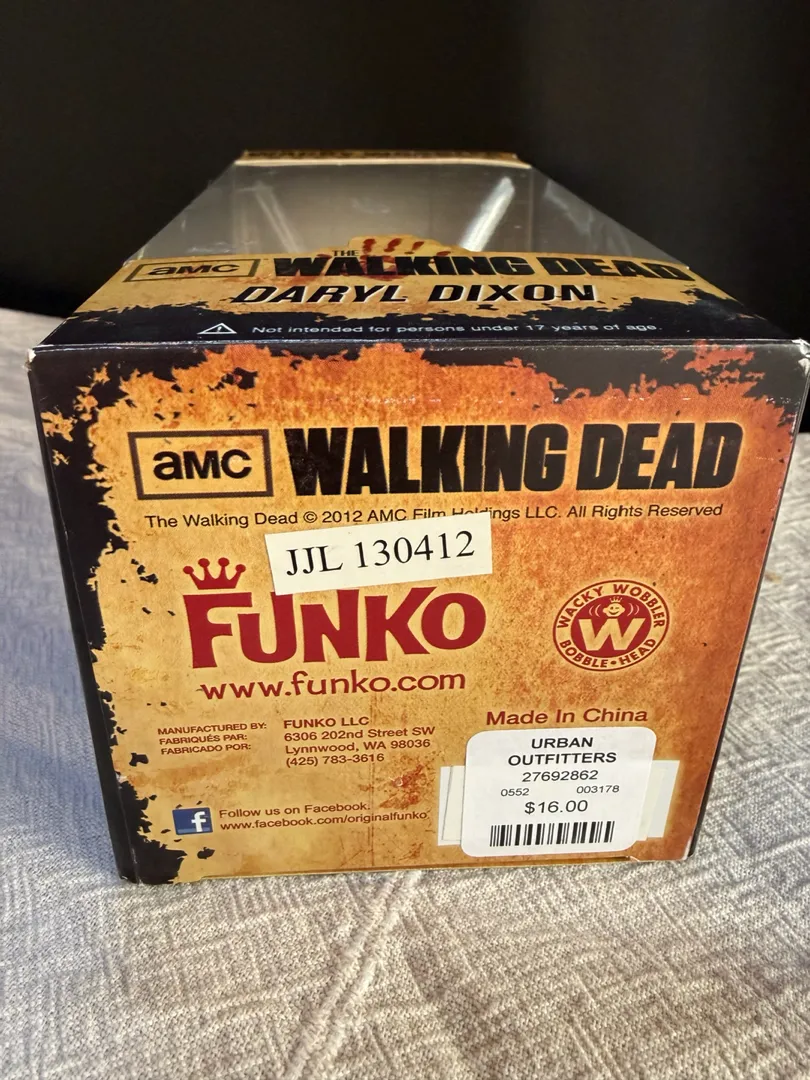 THE
aMC WALKING DEAD
DARYL DIXON
Not intended for persons under 17 years of age.
aMC WALKING DEAD
The Walking Dead © 2012 AMC Film Holdings LLC. All Rights Reserved
JJL 130412
FUNKO
www.funko.com
WACKY WOBBLER
W
BOBBLE•HEAD
MANUFACTURED BY:
FABRIQUÉS PAR:
FABRICADO POR:
FUNKO LLC
6306 202nd Street SW
Lynnwood, WA 98036
(425) 783-3616
Made In China
URBAN
OUTFITTERS
27692862
0552 003178
$16.00
f
Follow us on Facebook.
www.facebook.com/originalfunko